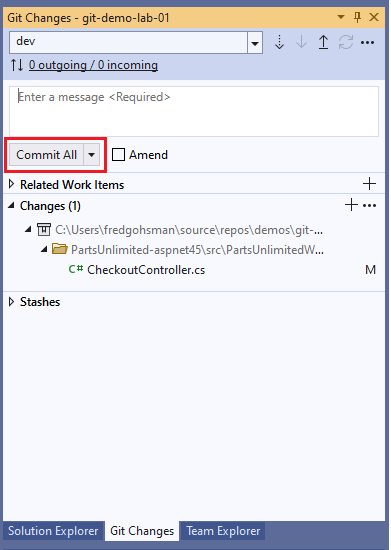 Git Changes - git-demo-lab-01
dev
0 outgoing / 0 incoming
Enter a message <Required>
Commit All
Amend
Related Work Items
Changes (1)
C:\Users\fredgohsman\source\repos\demos\git-...
PartsUnlimited-aspnet45\src\PartsUnlimitedW...
C# CheckoutController.cs M
Stashes
Solution Explorer Git Changes Team Explorer